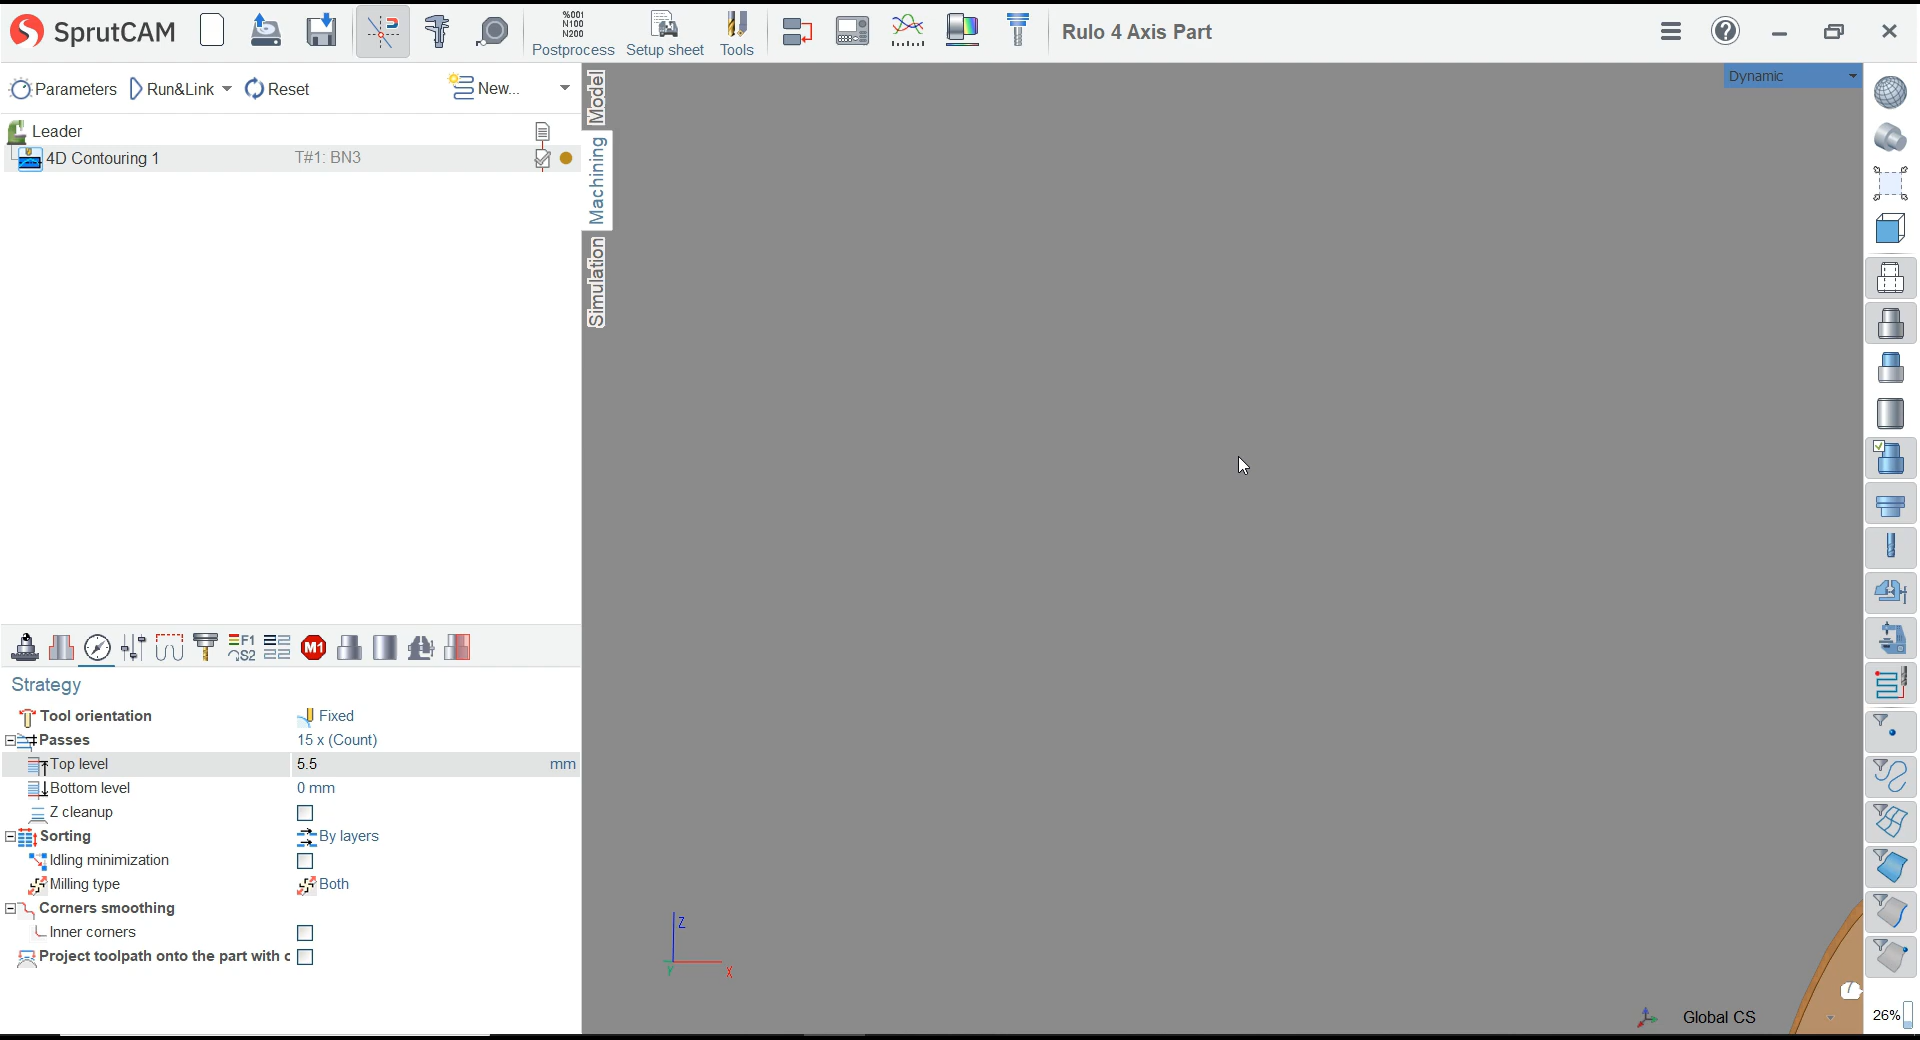 SprutCAM
%001
N100
N200
Postprocess
Setup sheet
Tools
Rulo 4 Axis Part
Parameters
Run&Link
Reset
New...
Leader
4D Contouring 1
T#1: BN3
Model
Machining
Simulation
Dynamic
F1
S2
M1
Strategy
Tool orientation
Fixed
Passes
15 x (Count)
Top level
5.5
mm
Bottom level
0 mm
Z cleanup
Sorting
By layers
Idling minimization
Milling type
Both
Corners smoothing
Inner corners
Project toolpath onto the part with c
Z
Y
X
Global CS
26%